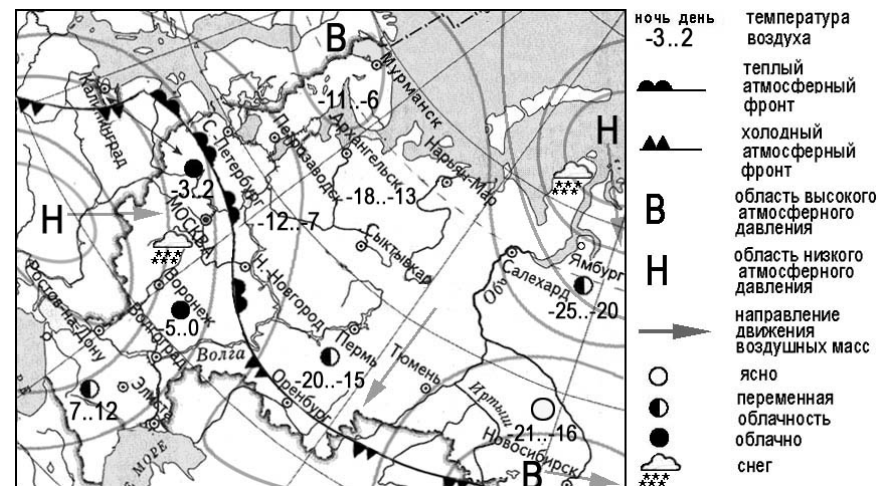 В
Мурманск
Калининград
С. Петербург
Петрозаводск
Архангельск
Нарьян-Мар
-11..-6
Н
-3..2
-18..-13
Н
МОСКВА
-12..-7
Сыктывкар
Обь
Салехард
Ямбург
-25..-20
Ростов-на-Дону
Воронеж
Н. Новгород
5..0
Волгоград
Волга
Пермь
Тюмень
-20..-15
Оренбург
Иртыш
7..12
Элиста
-21..-16
Новосибирск
МОРЕ
В
ночь день
-3..2
температура
воздуха
теплый
атмосферный
фронт
холодный
атмосферный
фронт
В
область высокого
атмосферного
давления
Н
область низкого
атмосферного
давления
направление
движения
воздушных масс
ясно
переменная
облачность
облачно
снег